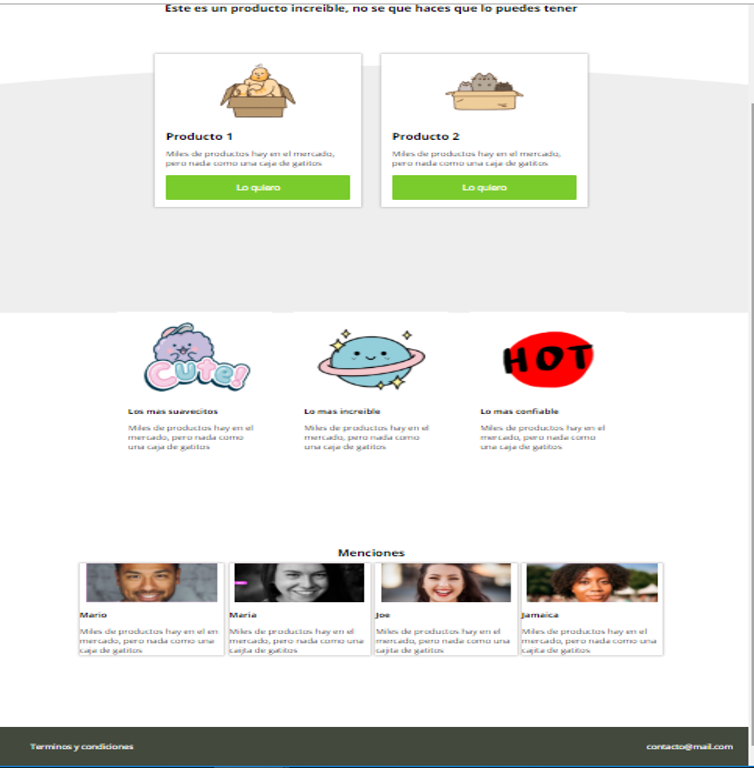 Este es un producto increible, no se que haces que lo puedes tener
Producto 1
Miles de productos hay en el mercado,
pero nada como una caja de gatitos
Lo quiero
Producto 2
Miles de productos hay en el mercado,
pero nada como una caja de gatitos
Lo quiero
Cute!
Los mas suavecitos
Miles de productos hay en el
mercado, pero nada como
una caja de gatitos
Lo mas increible
Miles de productos hay en el
mercado, pero nada como
una caja de gatitos
HOT
Lo mas confiable
Miles de productos hay en el
mercado, pero nada como
una caja de gatitos
Menciones
Mario
Miles de productos hay en el en
mercado, pero nada como una
caja de gatitos
Maria
Miles de productos hay en el
mercado, pero nada como una
cajita de gatitos
Joe
Miles de productos hay en el
mercado, pero nada como una
cajita de gatitos
Jamaica
Miles de productos hay en el
mercado, pero nada como una
cajita de gatitos
Terminos y condiciones
contacto@mail.com